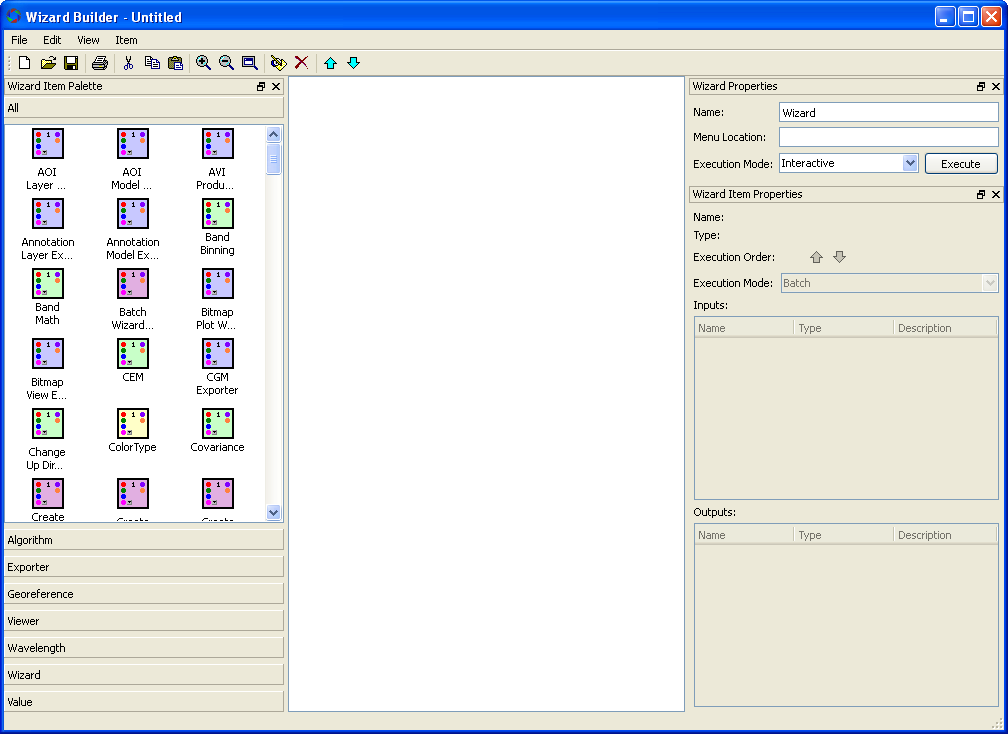 Wizard Builder - Untitled
File Edit View Item
Wizard Item Palette
All
AOI Layer ...
AOI Model ...
AVI Produ...
Annotation Layer Ex...
Annotation Model Ex...
Band Binning
Band Math
Batch Wizard...
Bitmap Plot W...
Bitmap View E...
CEM
CGM Exporter
Change Up Dir...
ColorType
Covariance
Create
Create
Create
Algorithm
Exporter
Georeference
Viewer
Wavelength
Wizard
Value
Wizard Properties
Name: Wizard
Menu Location:
Execution Mode: Interactive Execute
Wizard Item Properties
Name:
Type:
Execution Order:
Execution Mode: Batch
Inputs:
Name Type Description
Outputs:
Name Type Description